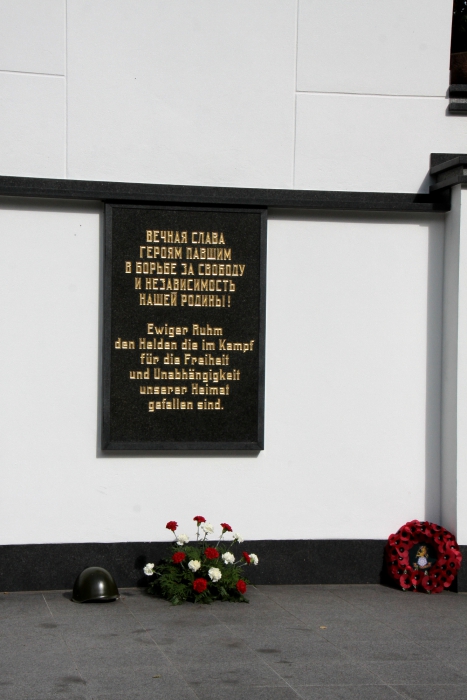 ВЕЧНАЯ СЛАВА
ГЕРОЯМ ПАВШИМ
В БОРЬБЕ ЗА СВОБОДУ
И НЕЗАВИСИМОСТЬ
НАШЕЙ РОДИНЫ!
Ewiger Ruhm
den Helden die im Kampf
für die Freiheit
und Unabhängigkeit
unserer Heimat
gefallen sind.